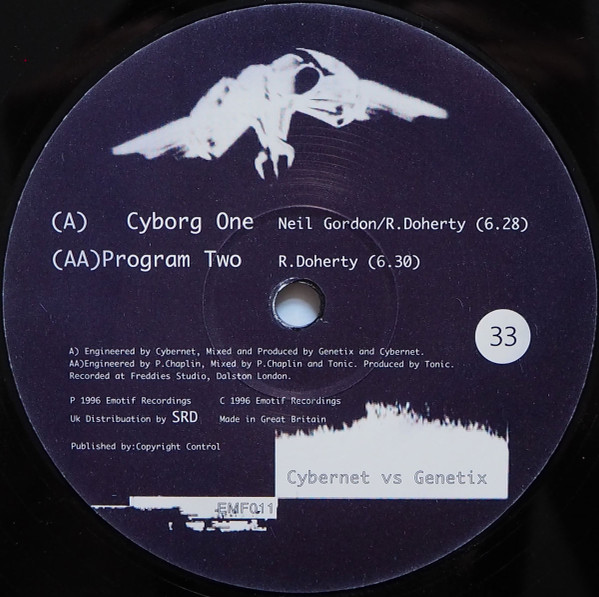 (A) Cyborg One Neil Gordon/R.Doherty (6.28)
(AA)Program Two R.Doherty (6.30)
33
A) Engineered by Cybernet, Mixed and Produced by Genetix and Cybernet.
AA)Engineered by P.Chaplin, Mixed by P.Chaplin and Tonic. Produced by Tonic.
Recorded at Freddies Studio, Dalston London.
P 1996 Emotif Recordings C 1996 Emotif Recordings
Uk Distribuation by SRD Made in Great Britain
Published by:Copyright Control
Cybernet vs Genetix
EMF011